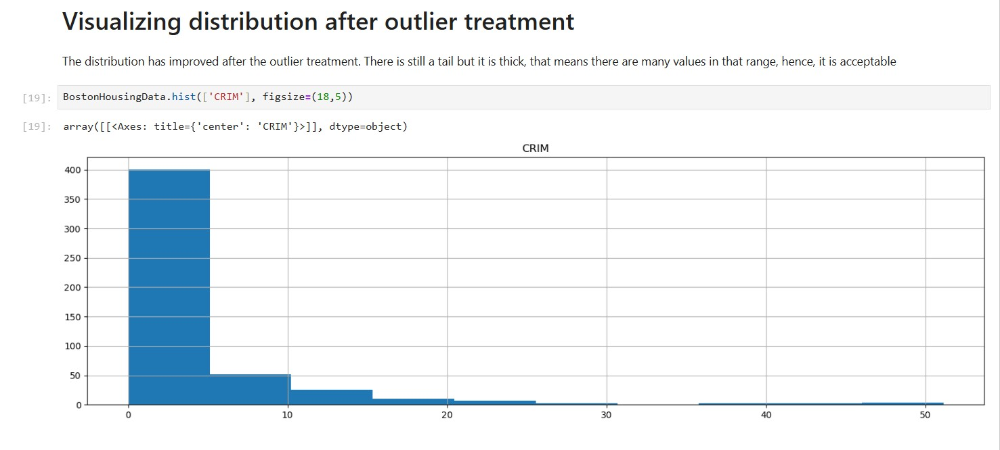 Visualizing distribution after outlier treatment
The distribution has improved after the outlier treatment. There is still a tail but it is thick, that means there are many values in that range, hence, it is acceptable
[19]: BostonHousingData.hist(['CRIM'], figsize=(18,5))
[19]: array([[<Axes: title={'center': 'CRIM'}>]], dtype=object)
CRIM
400
350
300
250
200
150
100
50
0
0 10 20 30 40 50